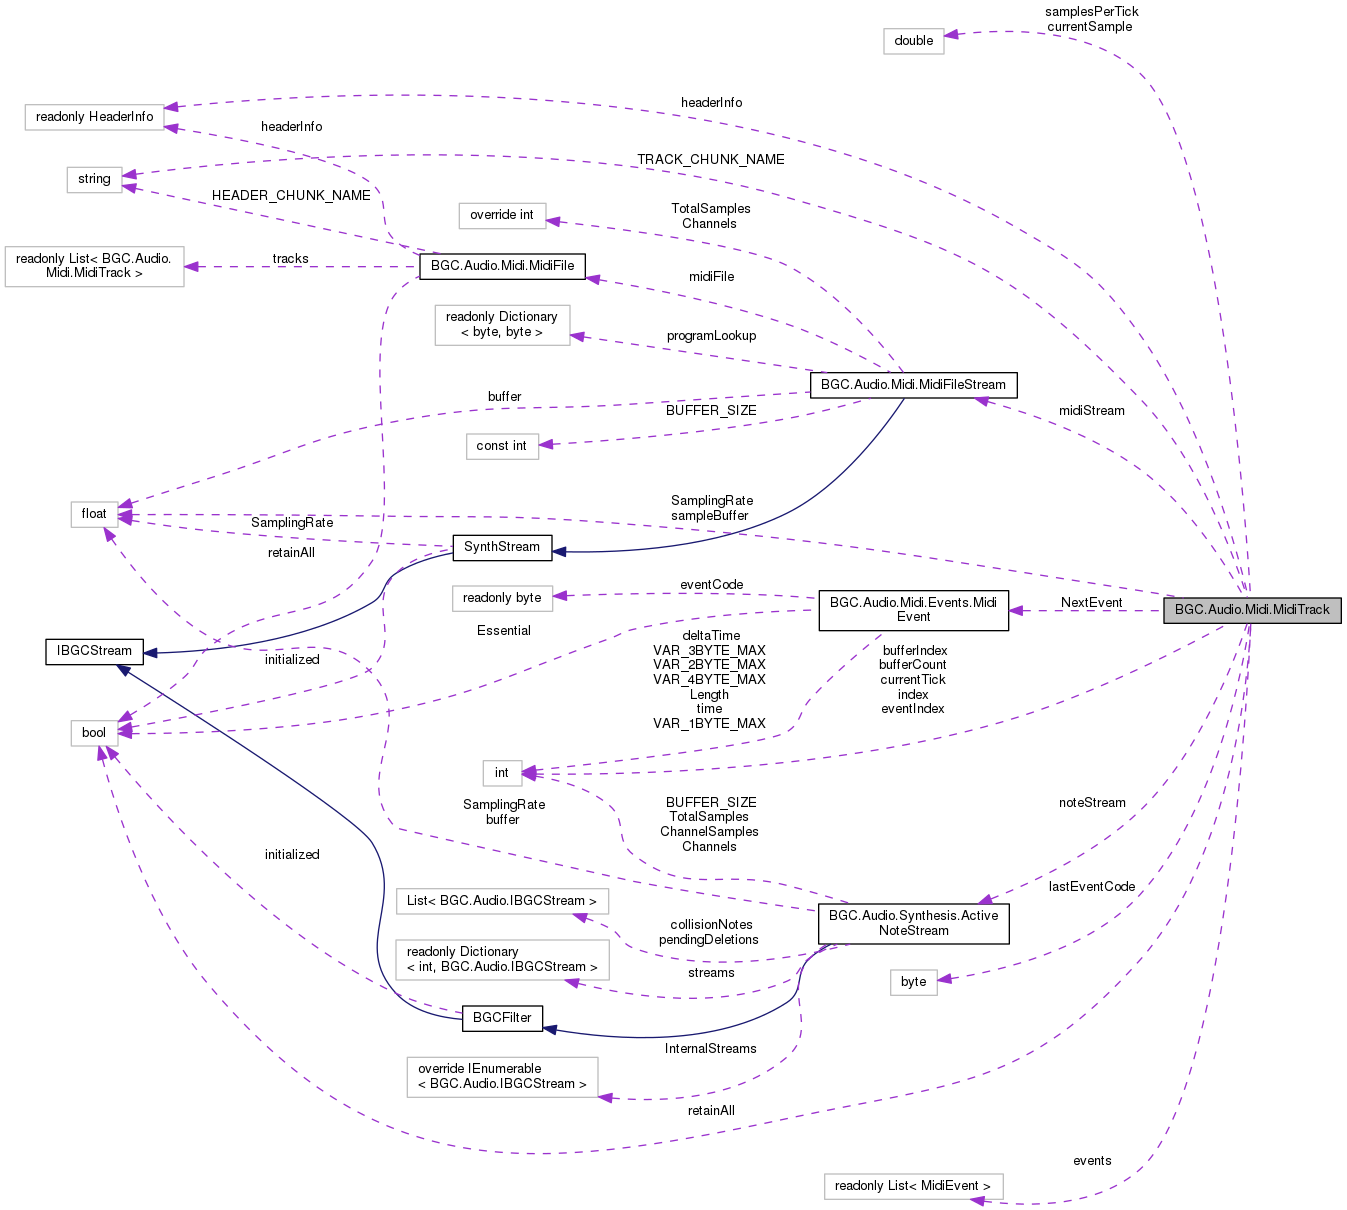 samplesPerTick
currentSample
double
headerInfo
readonly HeaderInfo
headerInfo
TRACK_CHUNK_NAME
string
HEADER_CHUNK_NAME
TotalSamples
Channels
override int
readonly List< BGC.Audio.
Midi.MidiTrack >
tracks
BGC.Audio.Midi.MidiFile
midiFile
readonly Dictionary
< byte, byte >
programLookup
BGC.Audio.Midi.MidiFileStream
buffer
BUFFER_SIZE
midiStream
const int
float
SamplingRate
sampleBuffer
SamplingRate
retainAll
SynthStream
readonly byte
eventCode
BGC.Audio.Midi.Events.Midi
Event
NextEvent
BGC.Audio.Midi.MidiTrack
Essential
IBGCStream
initialized
deltaTime
VAR_3BYTE_MAX
VAR_2BYTE_MAX
VAR_4BYTE_MAX
Length
time
VAR_1BYTE_MAX
bufferIndex
bufferCount
currentTick
index
eventIndex
bool
int
SamplingRate
buffer
BUFFER_SIZE
TotalSamples
ChannelSamples
Channels
noteStream
initialized
lastEventCode
List< BGC.Audio.IBGCStream >
collisionNotes
pendingDeletions
BGC.Audio.Synthesis.Active
NoteStream
readonly Dictionary
< int, BGC.Audio.IBGCStream >
streams
byte
BGCFilter
InternalStreams
override IEnumerable
< BGC.Audio.IBGCStream >
retainAll
events
readonly List< MidiEvent >